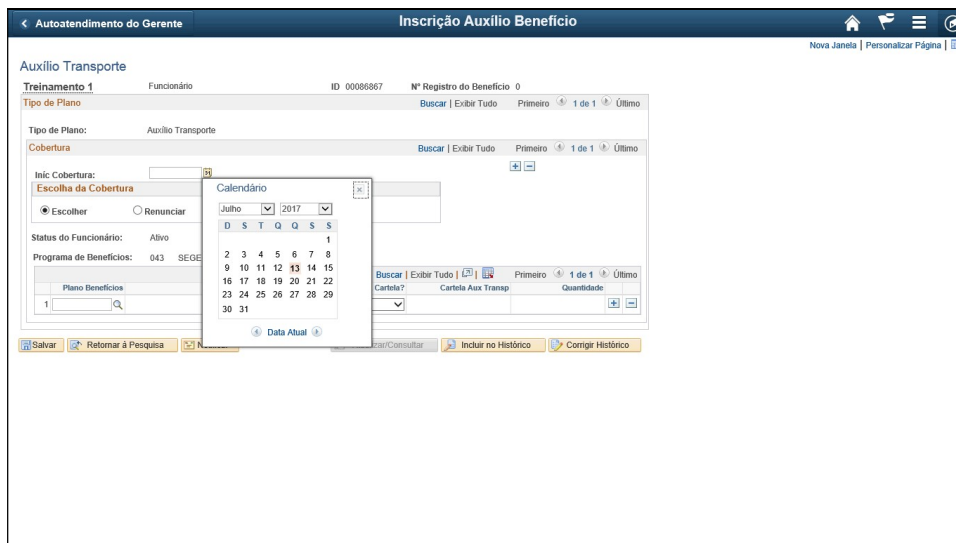 Autoatendimento do Gerente
Inscrição Auxílio Benefício
Nova Janela | Personalizar Página |
Auxílio Transporte
Treinamento 1 Funcionário ID 00086867 Nº Registro do Benefício 0
Tipo de Plano Buscar | Exibir Tudo Primeiro 1 de 1 Último
Tipo de Plano: Auxílio Transporte
Cobertura Buscar | Exibir Tudo Primeiro 1 de 1 Último
Iníc Cobertura: 31
Escolha da Cobertura
Escolher Renunciar
Status do Funcionário: Ativo
Programa de Benefícios: 043 SEGE
Calendário
Julho 2017
D S T Q Q S S
1
2 3 4 5 6 7 8
9 10 11 12 13 14 15
16 17 18 19 20 21 22
23 24 25 26 27 28 29
30 31
Data Atual
Buscar | Exibir Tudo | | Primeiro 1 de 1 Último
Plano Benefícios Cartela? Cartela Aux Transp Quantidade
1
Salvar Retornar à Pesquisa /Consultar Incluir no Histórico Corrigir Histórico